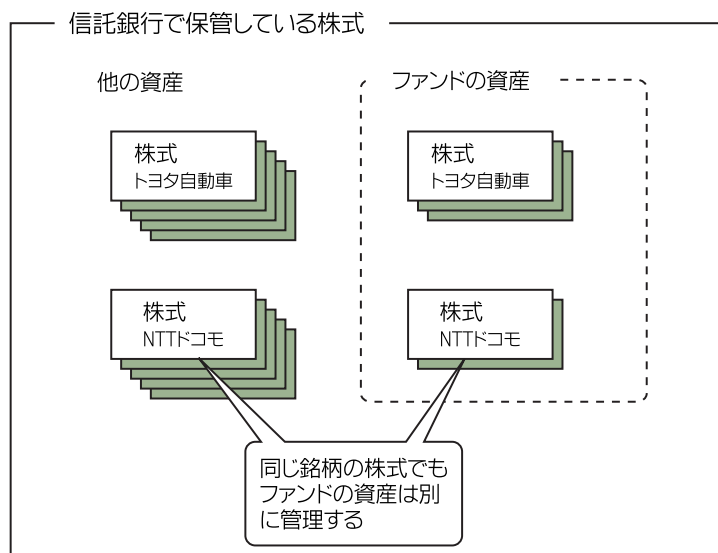 信託銀行で保管している株式
他の資産
ファンドの資産
株式
トヨタ自動車
株式
トヨタ自動車
株式
NTTドコモ
株式
NTTドコモ
同じ銘柄の株式でも
ファンドの資産は別
に管理する